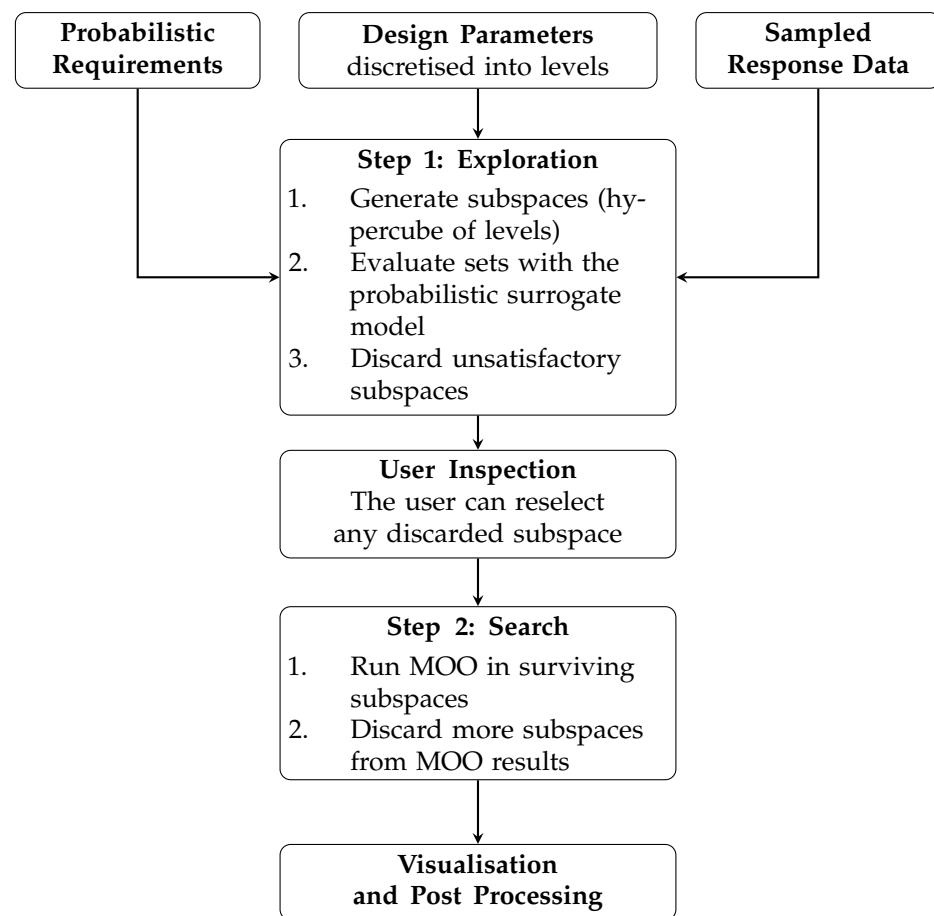 Probabilistic
Requirements
Design Parameters
discretised into levels
Sampled
Response Data
Step 1: Exploration
1. Generate subspaces (hy-
percube of levels)
2. Evaluate sets with the
probabilistic surrogate
model
3. Discard unsatisfactory
subspaces
User Inspection
The user can reselect
any discarded subspace
Step 2: Search
1. Run MOO in surviving
subspaces
2. Discard more subspaces
from MOO results
Visualisation
and Post Processing